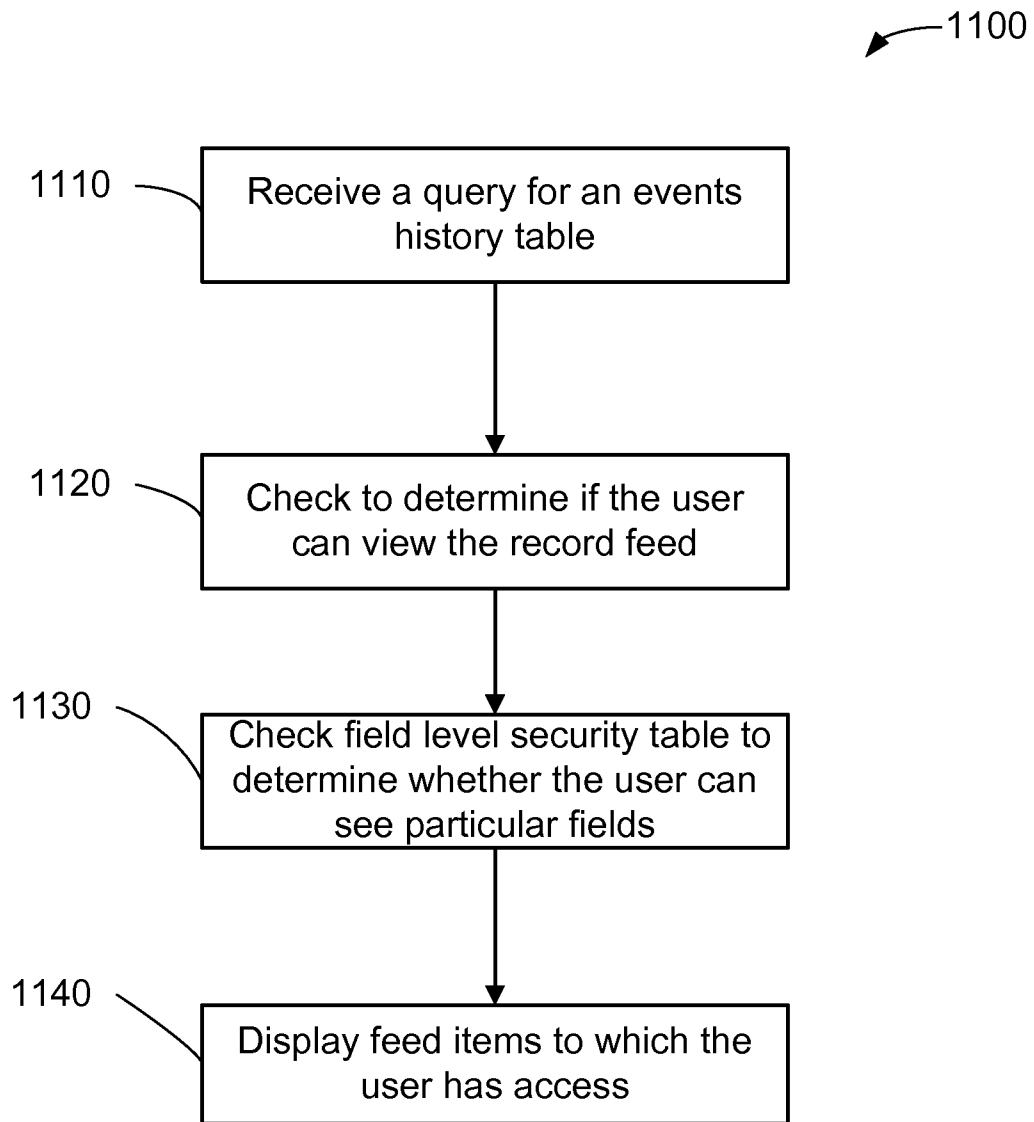 1100
1110
Receive a query for an events
history table
1120
Check to determine if the user
can view the record feed
1130
Check field level security table to
determine whether the user can
see particular fields
1140
Display feed items to which the
user has access